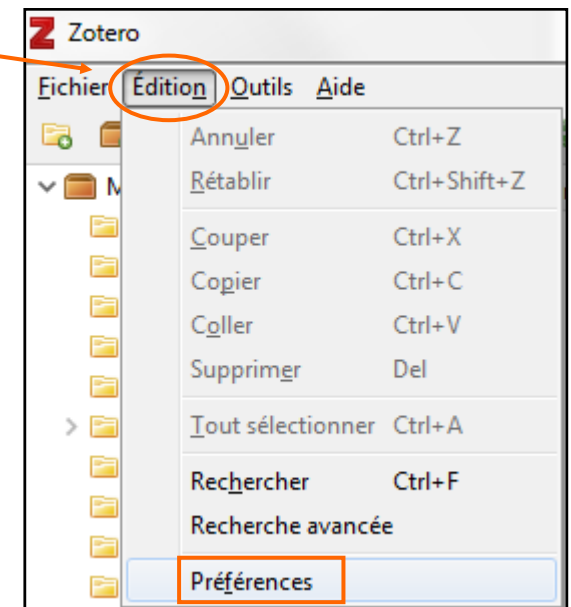 Zotero
Fichier Édition Outils Aide
Annuler Ctrl+Z
Rétablir Ctrl+Shift+Z
M
Couper Ctrl+X
Copier Ctrl+C
Coller Ctrl+V
Supprimer Del
Tout sélectionner Ctrl+A
Rechercher Ctrl+F
Recherche avancée
Préférences